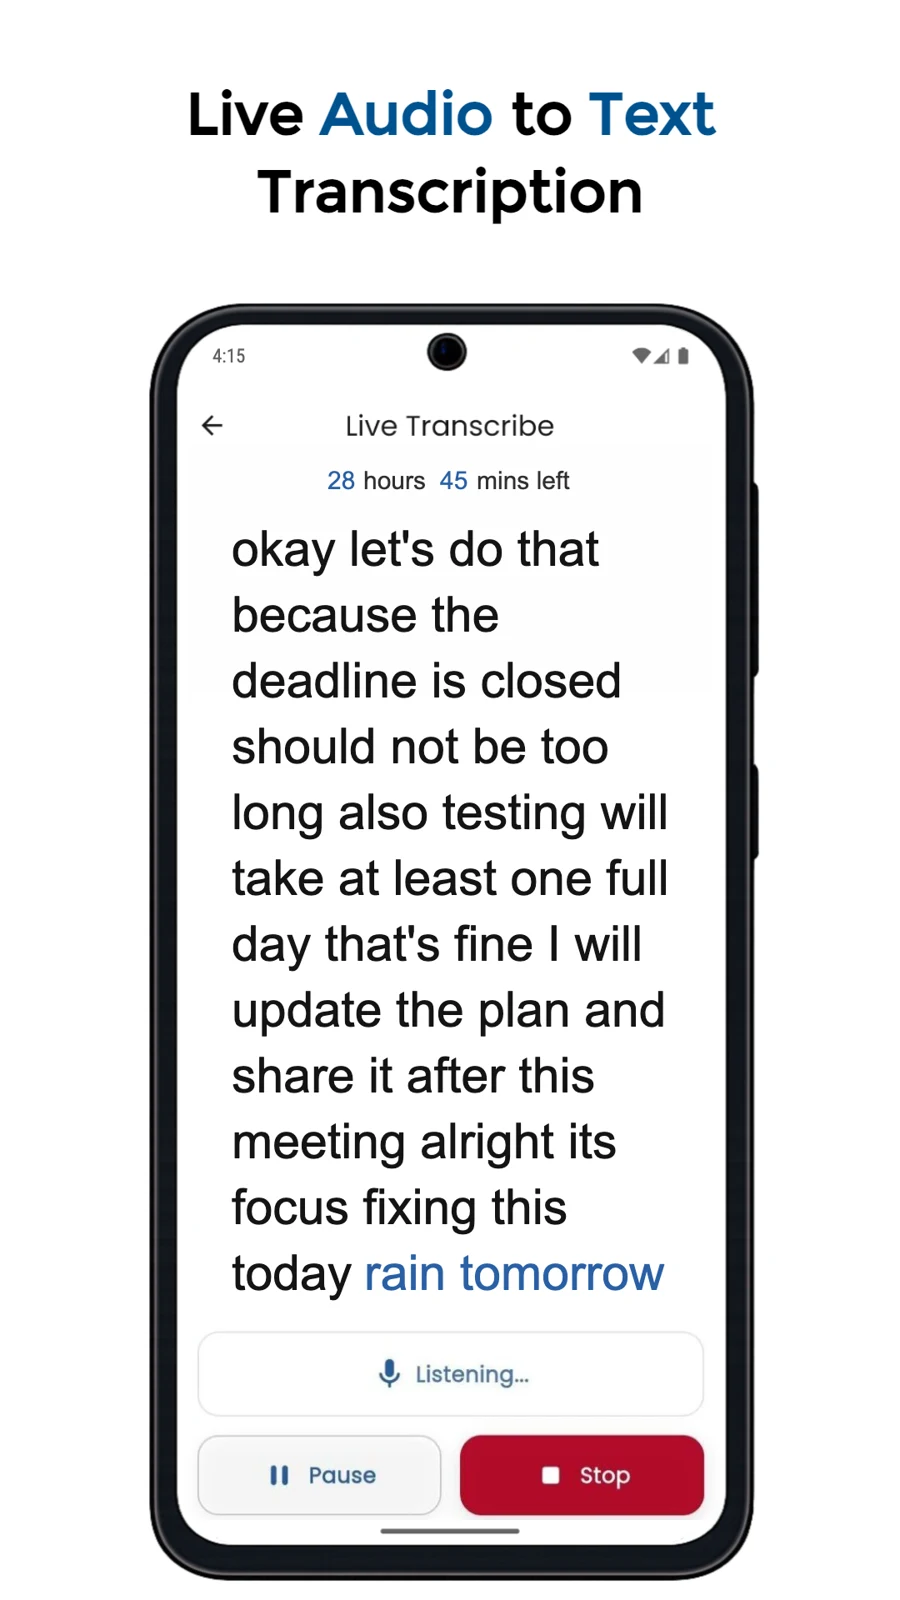 Live Audio to Text
Transcription
4:15
Live Transcribe
28 hours 45 mins left
okay let's do that
because the
deadline is closed
should not be too
long also testing will
take at least one full
day that's fine I will
update the plan and
share it after this
meeting alright its
focus fixing this
today rain tomorrow
Listening...
Pause
Stop